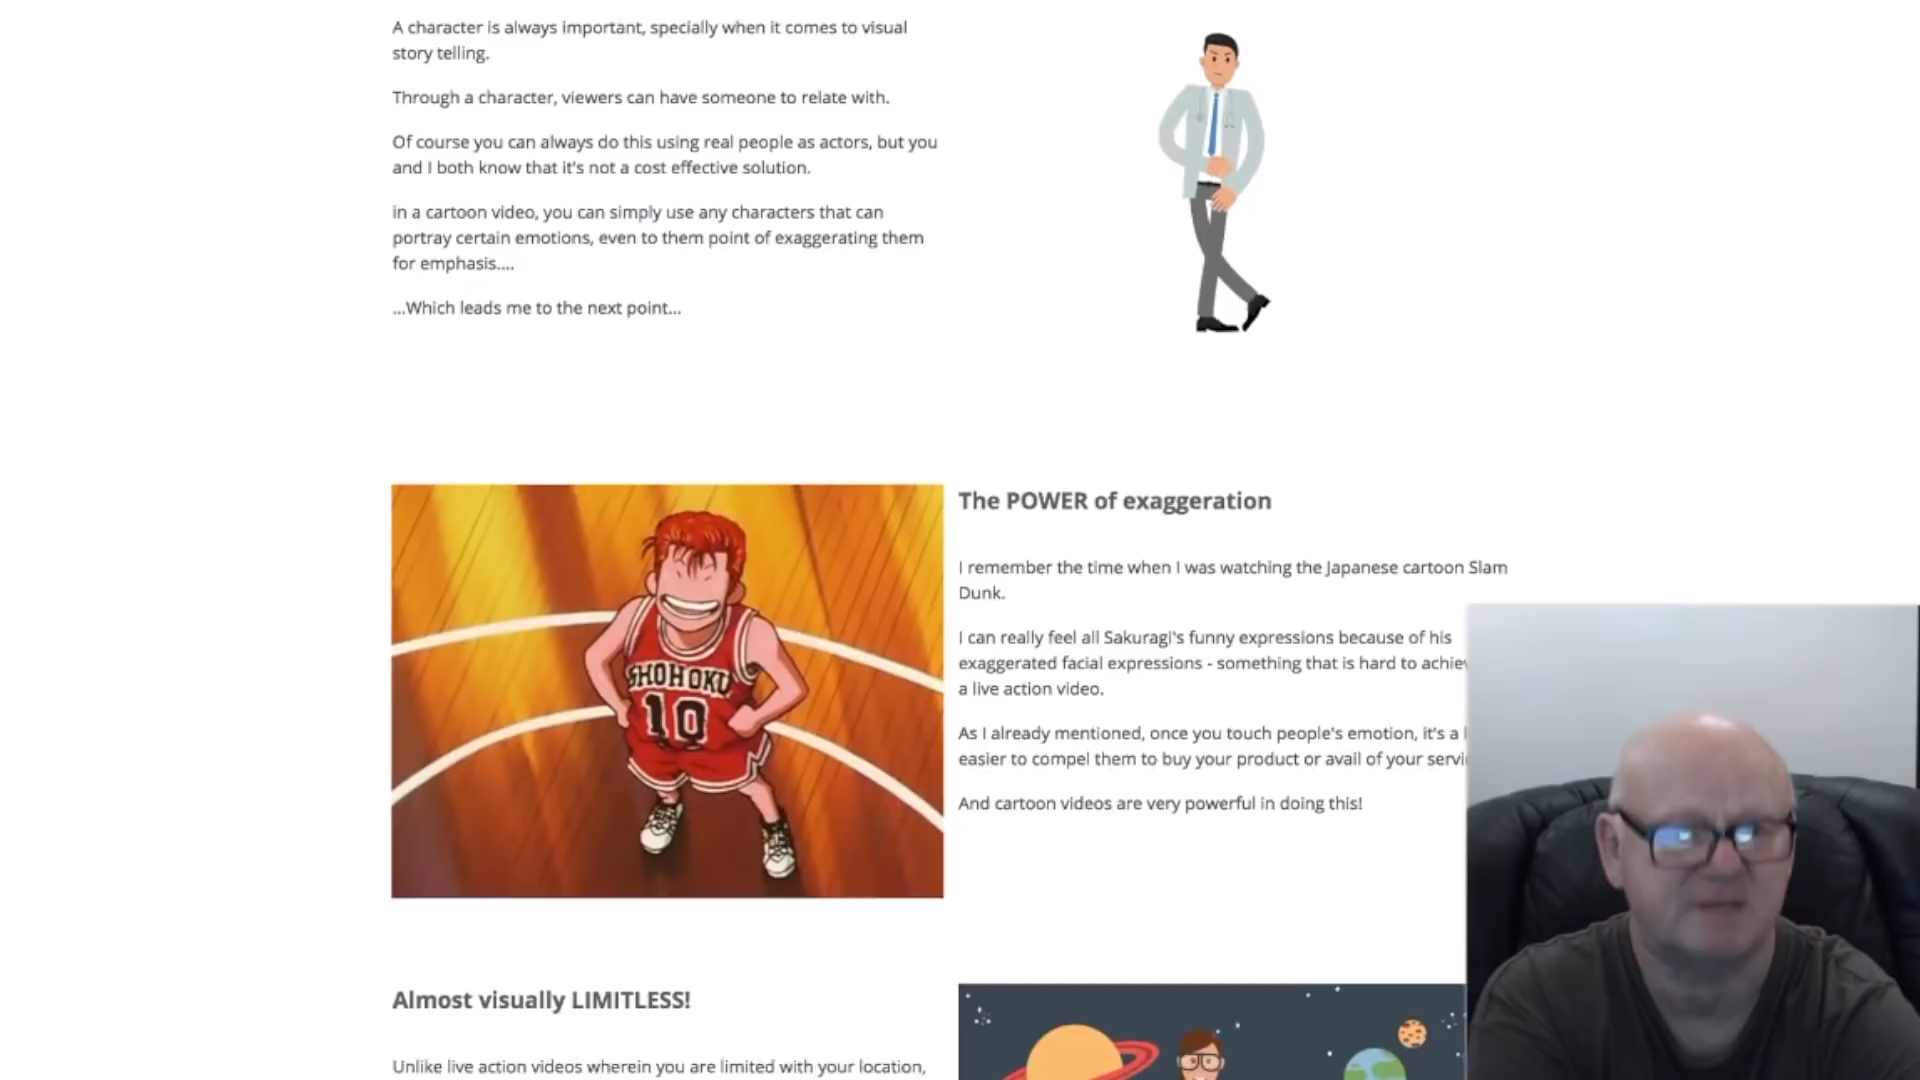 A character is always important, specially when it comes to visual
story telling.
Through a character, viewers can have someone to relate with.
Of course you can always do this using real people as actors, but you
and I both know that it's not a cost effective solution.
in a cartoon video, you can simply use any characters that can
portray certain emotions, even to them point of exaggerating them
for emphasis....
...Which leads me to the next point...
SHOHOKU
10
The POWER of exaggeration
I remember the time when I was watching the Japanese cartoon Slam
Dunk.
I can really feel all Sakuragi's funny expressions because of his
exaggerated facial expressions - something that is hard to
a live action video.
As I already mentioned, once you touch people's emotion, it's a
easier to compel them to buy your product or avail of your
And cartoon videos are very powerful in doing this!
Almost visually LIMITLESS!
Unlike live action videos wherein you are limited with your location,